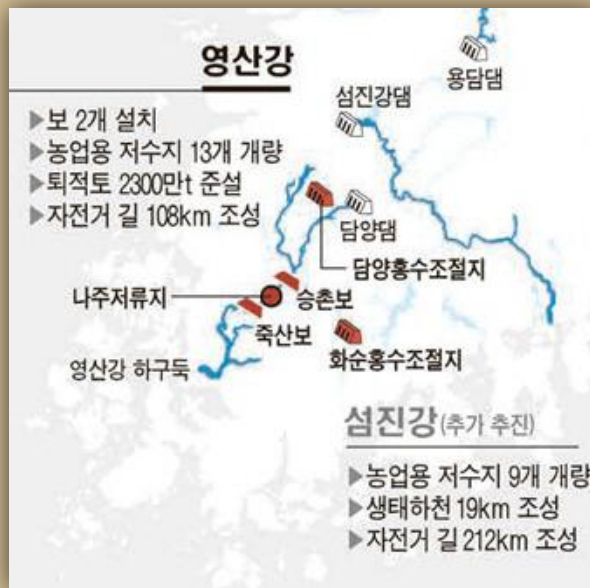 영산강
▶보 2개 설치
▶농업용 저수지 13개 개량
▶퇴적토 2300만t 준설
▶자전거 길 108km 조성
용담댐
섬진강댐
담양댐
담양홍수조절지
나주저류지
승촌보
죽산보
화순홍수조절지
영산강 하구둑
섬진강(추가 추진)
▶농업용 저수지 9개 개량
▶생태하천 19km 조성
▶자전거 길 212km 조성